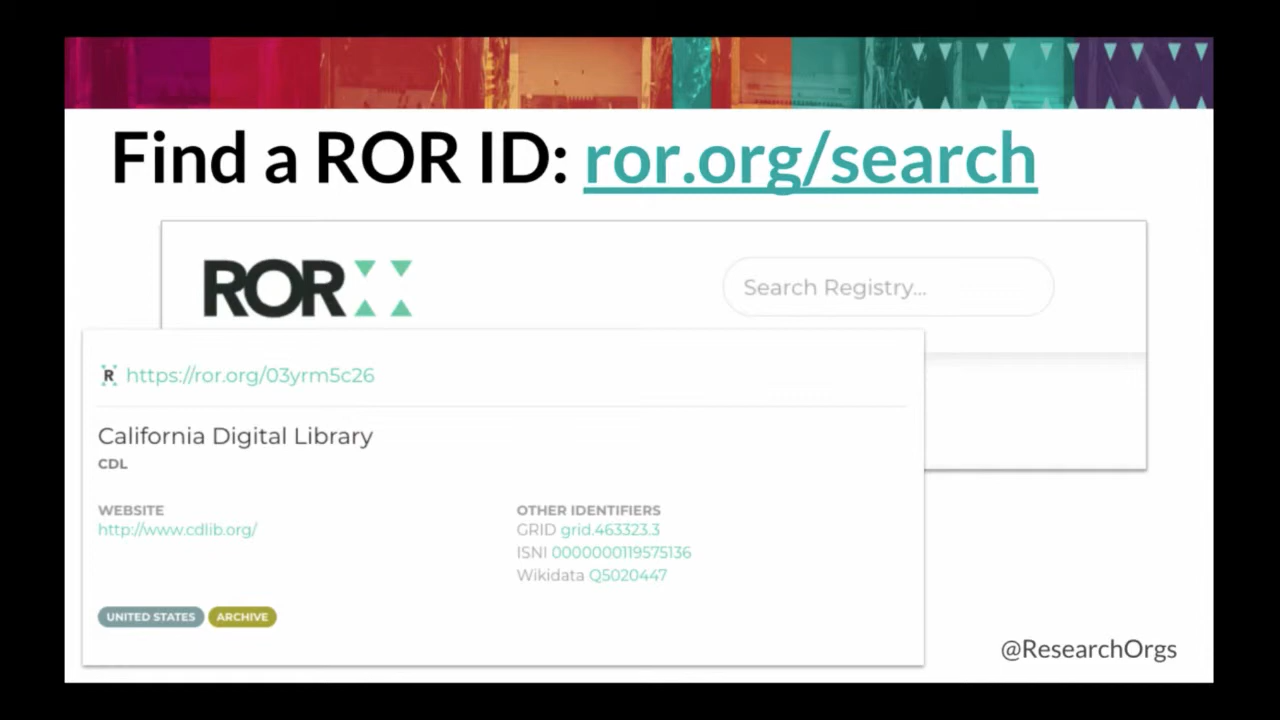 Find a ROR ID: ror.org/search
ROR
Search Registry...
R https://ror.org/03yrm5c26
California Digital Library
CDL
WEBSITE
http://www.cdlib.org/
OTHER IDENTIFIERS
GRID grid.463323.3
ISNI 0000000119575136
Wikidata Q5020447
UNITED STATES ARCHIVE
@ResearchOrgs